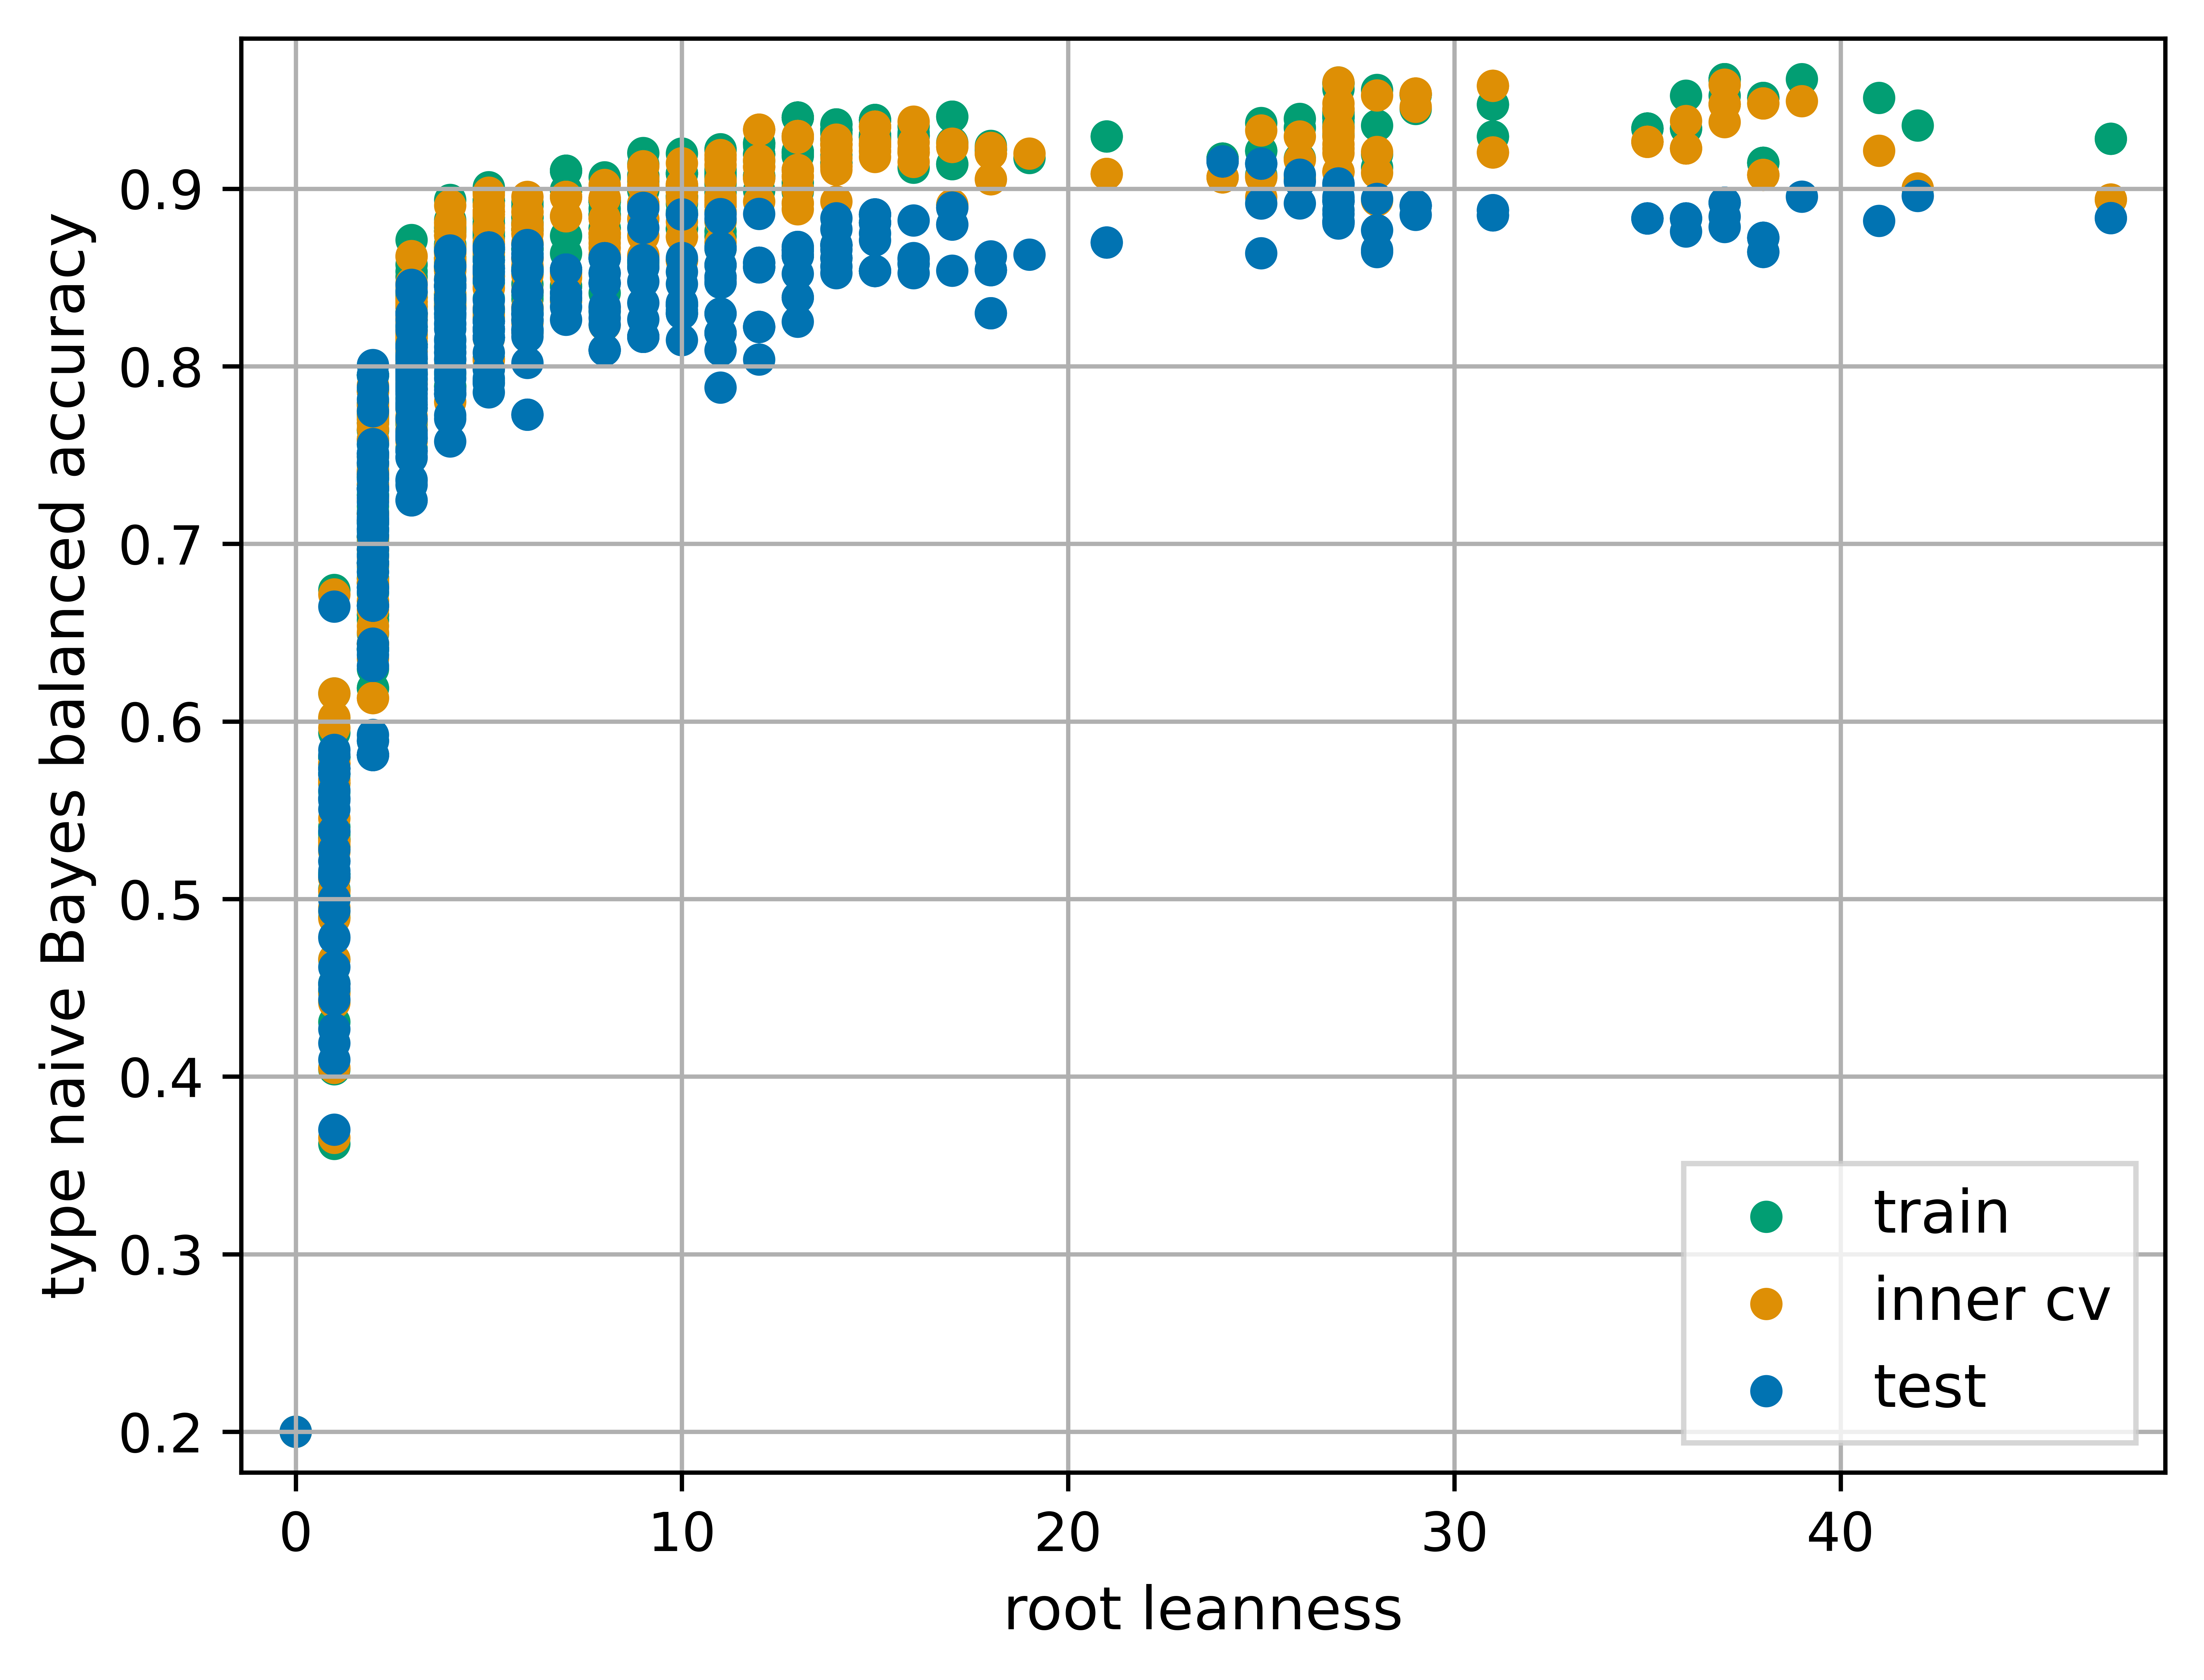 type naive Bayes balanced accuracy
0.9
0.8
0.7
0.6
0.5
0.4
0.3
0.2
0 10 20 30 40
root leanness
train
inner cv
test